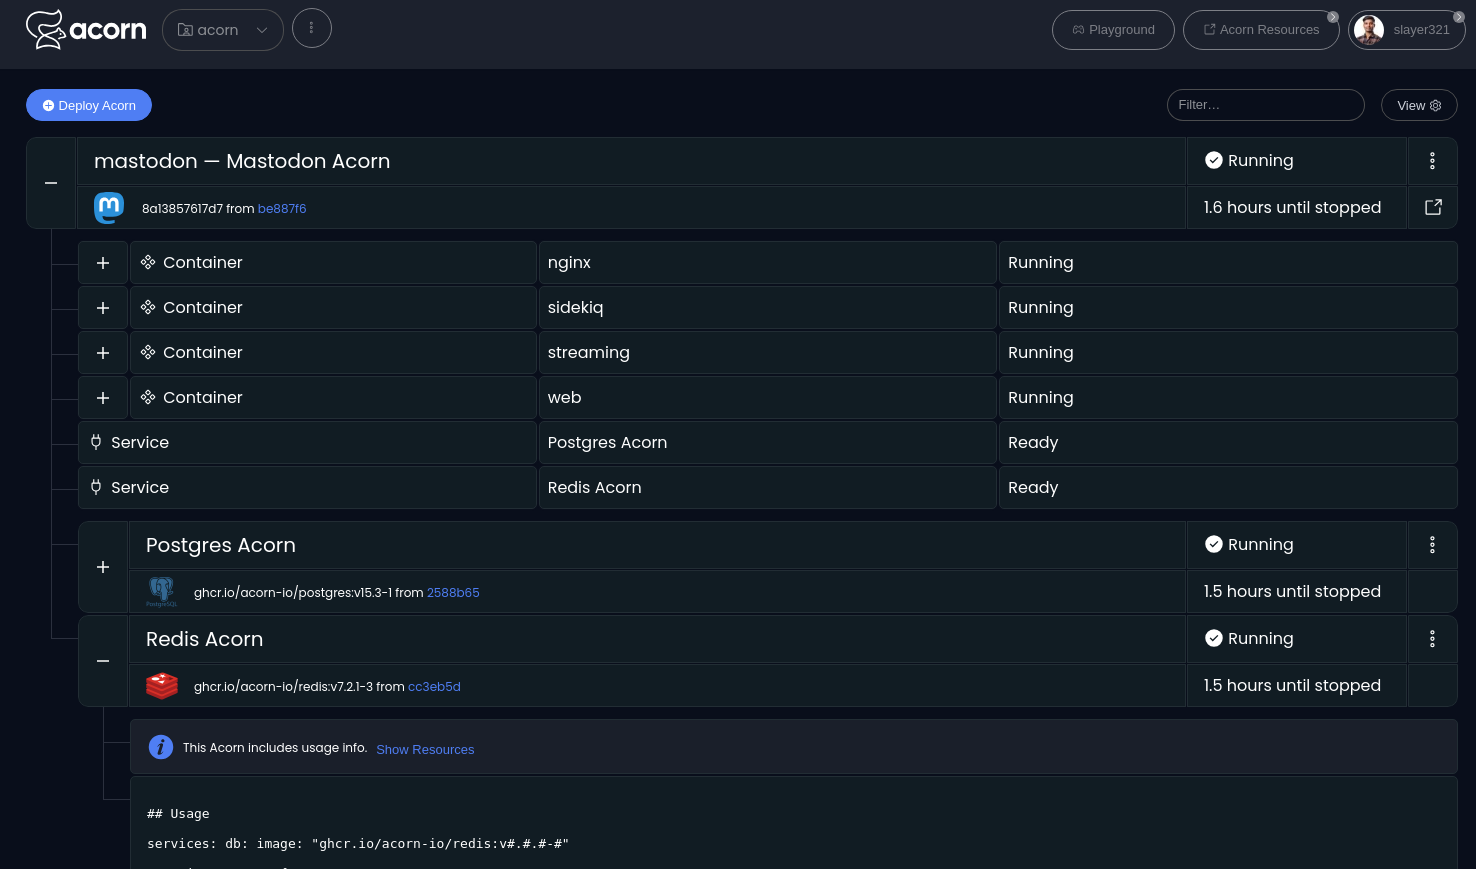 acorn
acorn
Playground
Acorn Resources
slayer321
Deploy Acorn
Filter...
View
mastodon — Mastodon Acorn
Running
8a13857617d7 from be887f6
1.6 hours until stopped
Container nginx Running
Container sidekiq Running
Container streaming Running
Container web Running
Service Postgres Acorn Ready
Service Redis Acorn Ready
Postgres Acorn
Running
PostgreSQL
ghcr.io/acorn-io/postgres:v15.3-1 from 2588b65
1.5 hours until stopped
Redis Acorn
Running
ghcr.io/acorn-io/redis:v7.2.1-3 from cc3eb5d
1.5 hours until stopped
This Acorn includes usage info. Show Resources
## Usage
services: db: image: "ghcr.io/acorn-io/redis:v#.#.#-#"